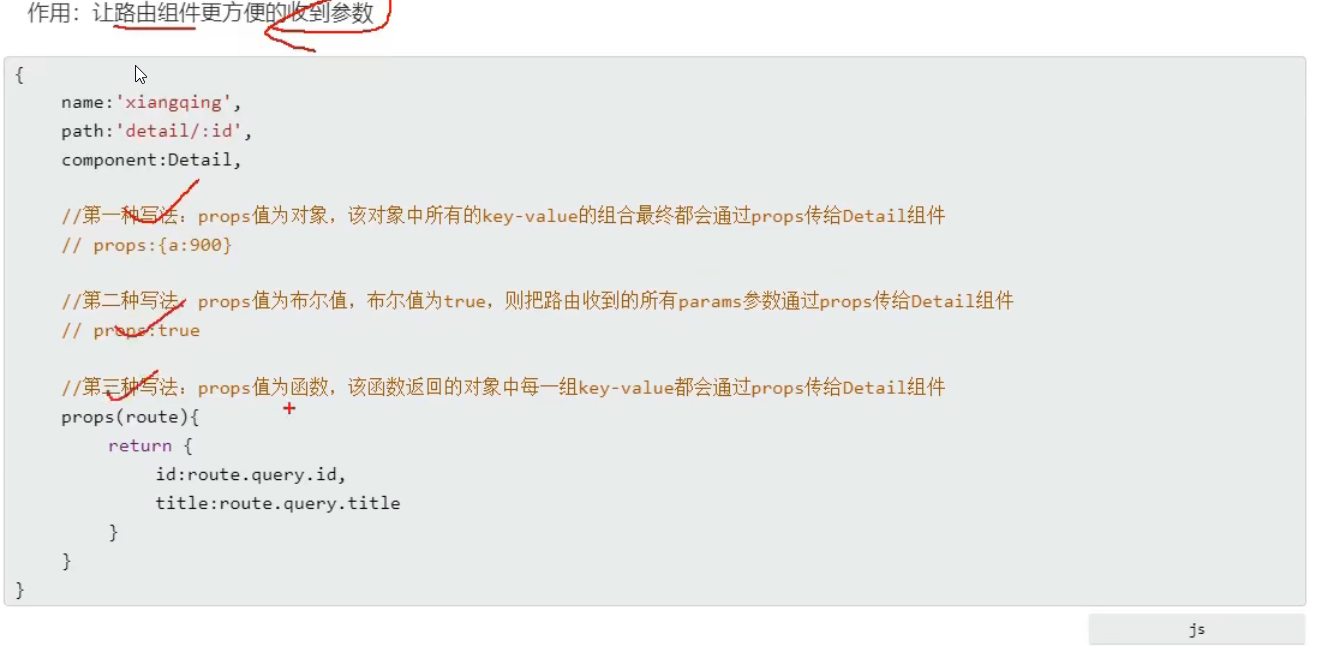 作用：让路由组件更方便的收到参数
{
name:'xiangqing',
path:'detail/:id',
component:Detail,
//第一种写法：props值为对象，该对象中所有的key-value的组合最终都会通过props传给Detail组件
// props:{a:900}
//第二种写法：props值为布尔值，布尔值为true，则把路由收到的所有params参数通过props传给Detail组件
// props:true
//第三种写法：props值为函数，该函数返回的对象中每一组key-value都会通过props传给Detail组件
props(route){
return {
id:route.query.id,
title:route.query.title
}
}
}
js